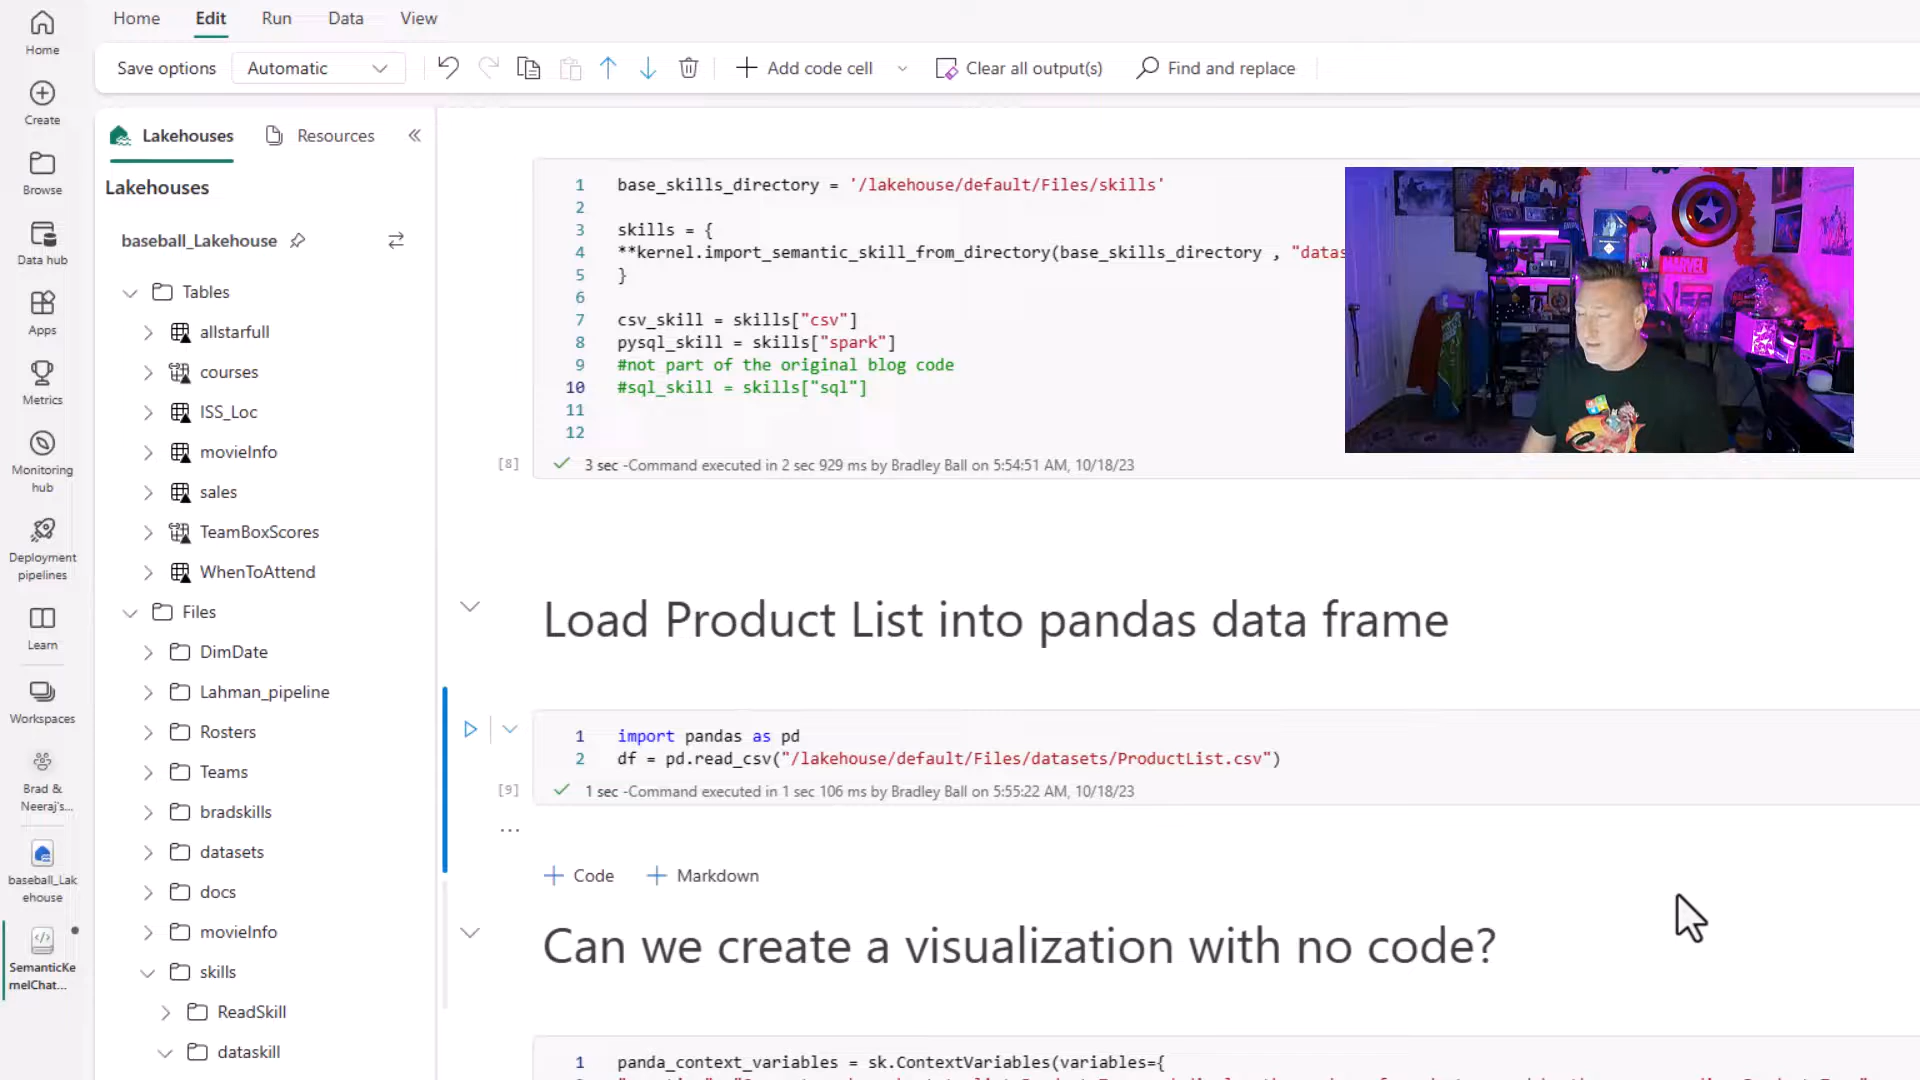 Home Edit Run Data View
Home
Save options Automatic Add code cell Clear all output(s) Find and replace
Create
Browse
Data hub
Apps
Metrics
Monitoring
hub
Deployment
pipelines
Learn
Workspaces
Brad &
Neeraj's...
baseball_Lak
ehouse
SemanticKe
rnelChat...
Lakehouses Resources
Lakehouses
baseball_Lakehouse
Tables
allstarfull
courses
ISS_Loc
movieInfo
sales
TeamBoxScores
WhenToAttend
Files
DimDate
Lahman_pipeline
Rosters
Teams
bradskills
datasets
docs
movieInfo
skills
ReadSkill
dataskill
1 base_skills_directory = '/lakehouse/default/Files/skills'
2
3 skills = {
4 **kernel.import_semantic_skill_from_directory(base_skills_directory , "datas
5 }
6
7 csv_skill = skills["csv"]
8 pysql_skill = skills["spark"]
9 #not part of the original blog code
10 #sql_skill = skills["sql"]
11
12
[8] 3 sec -Command executed in 2 sec 929 ms by Bradley Ball on 5:54:51 AM, 10/18/23
MARVEL
Load Product List into pandas data frame
1 import pandas as pd
2 df = pd.read_csv("/lakehouse/default/Files/datasets/ProductList.csv")
[9] 1 sec -Command executed in 1 sec 106 ms by Bradley Ball on 5:55:22 AM, 10/18/23
...
Code Markdown
Can we create a visualization with no code?
1 panda_context_variables = sk.ContextVariables(variables={